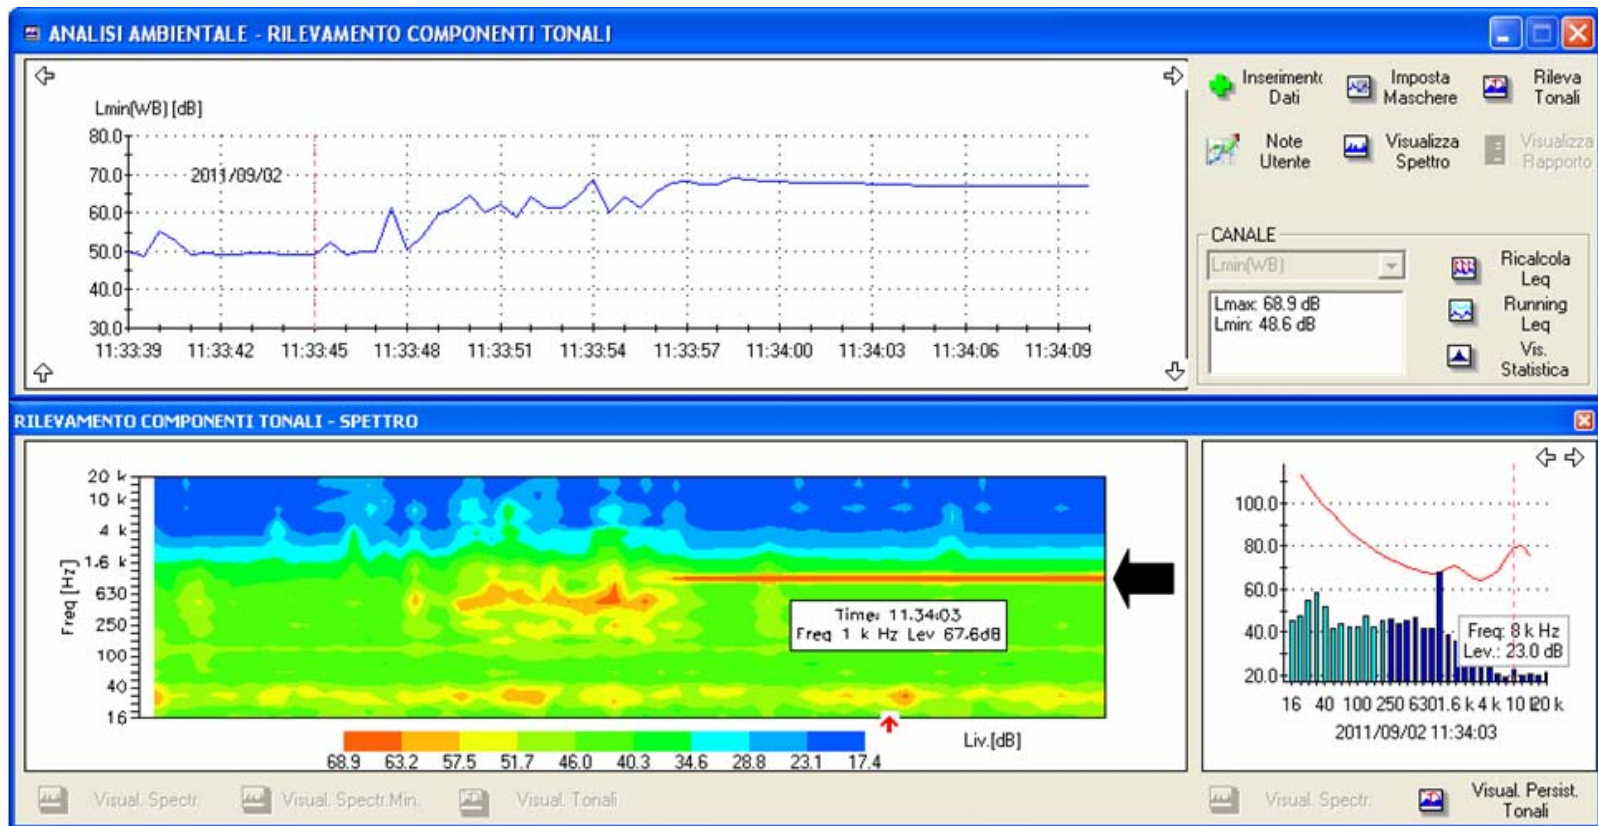 ANALISI AMBIENTALE - RILEVAMENTO COMPONENTI TONALI
Lmin(WB) [dB]
80.0
70.0
60.0
50.0
40.0
30.0
2011/09/02
11:33:39 11:33:42 11:33:45 11:33:48 11:33:51 11:33:54 11:33:57 11:34:00 11:34:03 11:34:06 11:34:09
Inserimento Dati
Imposta Maschere
Rileva Tonali
Note Utente
Visualizza Spettro
Visualizza Rapporto
CANALE
Lmin(WB)
Lmax: 68.9 dB
Lmin: 48.6 dB
Ricalcola Leq
Running Leq
Vis. Statistica
RILEVAMENTO COMPONENTI TONALI - SPETTRO
Freq [Hz]
20 k
10 k
4 k
1.6 k
630
250
100
40
16
Time: 11.34:03
Freq 1 k Hz Lev 67.6dB
Liv.[dB]
68.9 63.2 57.5 51.7 46.0 40.3 34.6 28.8 23.1 17.4
100.0
80.0
60.0
40.0
20.0
Freq: 8 k Hz
Lev.: 23.0 dB
16 40 100 250 630 1.6 k 4 k 10 k 20 k
2011/09/02 11:34:03
Visual. Spectr.
Visual. Spectr.Min.
Visual. Tonali
Visual. Spectr.
Visual. Persist. Tonali